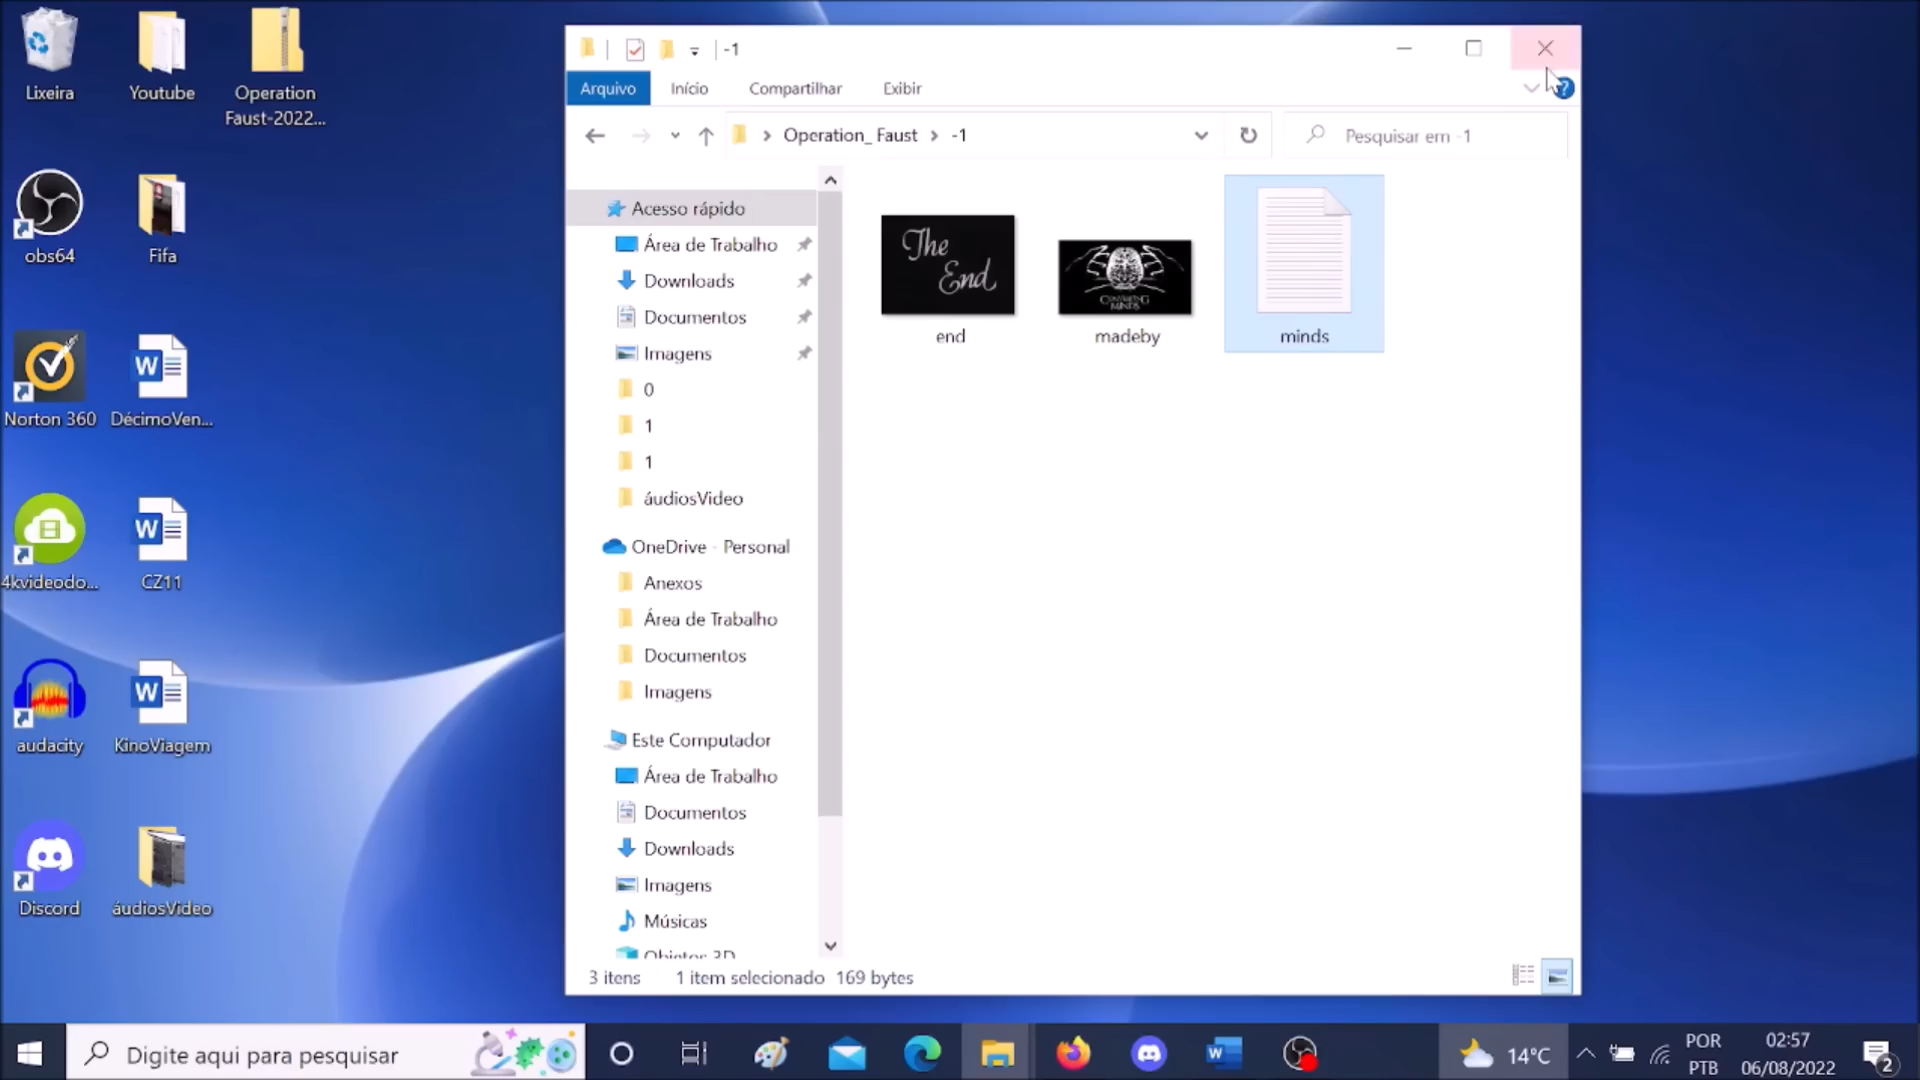 Lixeira
Youtube
Operation
Faust-2022...
obs64
Fifa
Norton 360
DécimoVen...
4kvideodo...
CZ11
audacity
KinoViagem
Discord
áudiosVideo
-1
Arquivo
Início
Compartilhar
Exibir
Operation_ Faust
-1
Pesquisar em -1
Acesso rápido
Área de Trabalho
Downloads
Documentos
Imagens
0
1
1
áudiosVideo
OneDrive - Personal
Anexos
Área de Trabalho
Documentos
Imagens
Este Computador
Área de Trabalho
Documentos
Downloads
Imagens
Músicas
Objetos 3D
The
End
end
CONTROLLING
MINDS
madeby
minds
3 itens
1 item selecionado 169 bytes
Digite aqui para pesquisar
14°C
POR
PTB
02:57
06/08/2022
2